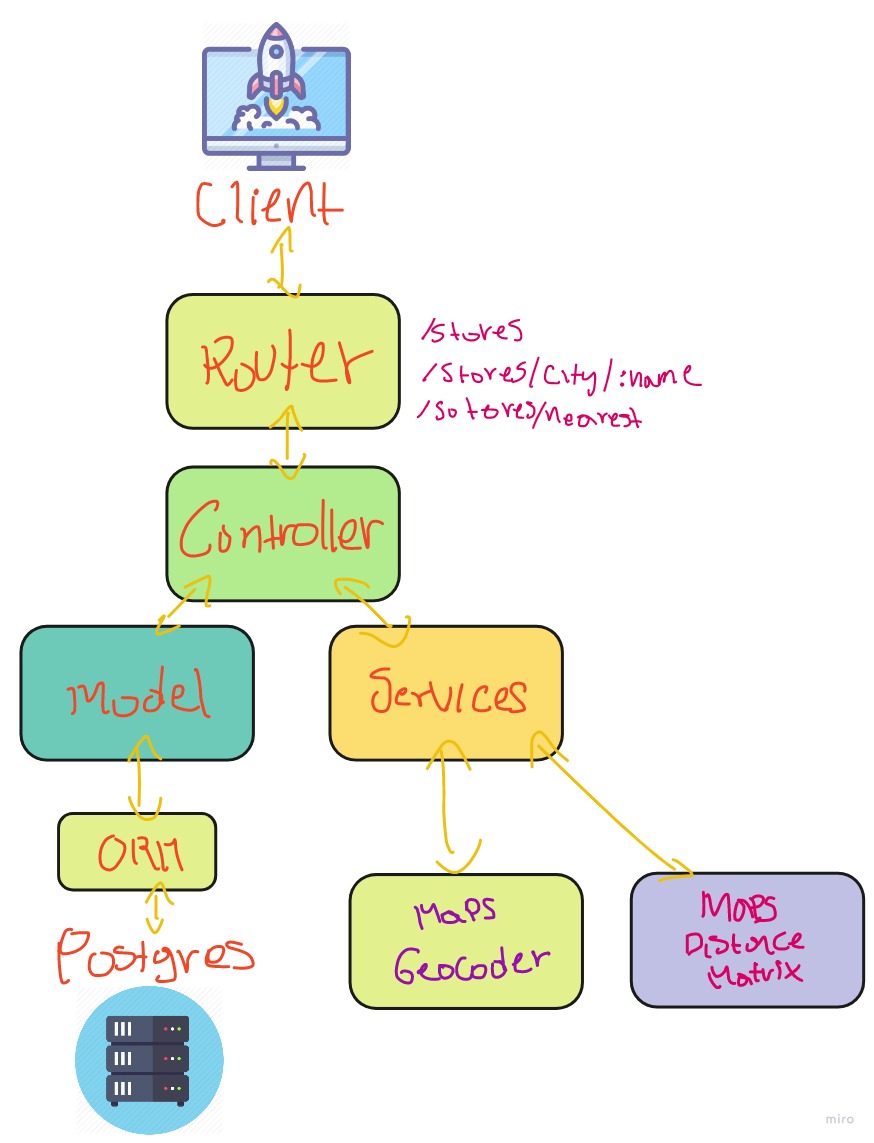 Client
Router
/stores
/stores/city/:name
/sotores/nearest
Controller
Model
Services
ORM
Maps
Geocoder
Maps
Distance
Matrix
Postgres
miro